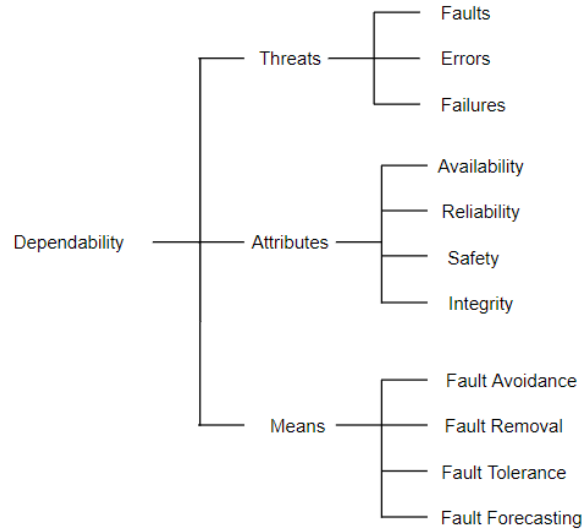 Dependability
Threats
Faults
Errors
Failures
Attributes
Availability
Reliability
Safety
Integrity
Means
Fault Avoidance
Fault Removal
Fault Tolerance
Fault Forecasting